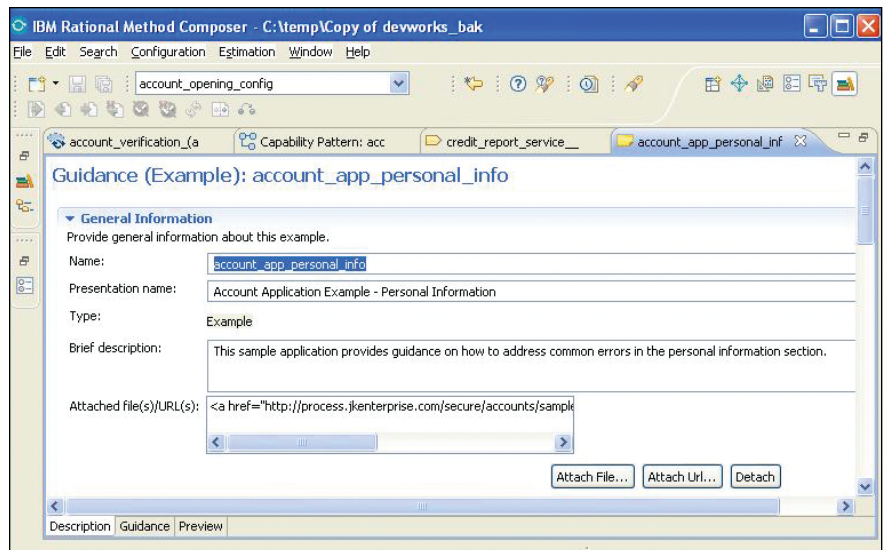 IBM Rational Method Composer - C:\temp\Copy of devworks_bak
File Edit Search Configuration Estimation Window Help
account_opening_config
account_verification_(a Capability Pattern: acc credit_report_service__ account_app_personal_inf
Guidance (Example): account_app_personal_info
General Information
Provide general information about this example.
Name: account_app_personal_info
Presentation name: Account Application Example - Personal Information
Type: Example
Brief description: This sample application provides guidance on how to address common errors in the personal information section.
Attached file(s)/URL(s): <a href="http://process.jkenterprise.com/secure/accounts/sample
Attach File... Attach Url... Detach
Description Guidance Preview